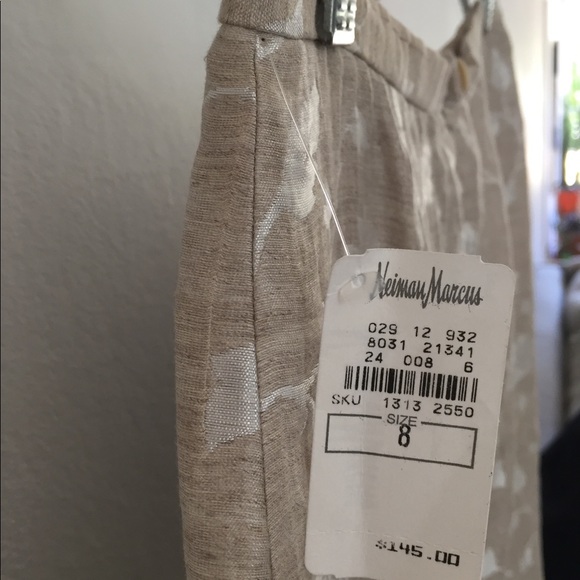 Neiman Marcus
029 12 932
8031 21341
24 008 6
SKU 1313 2550
SIZE
8
$145.00